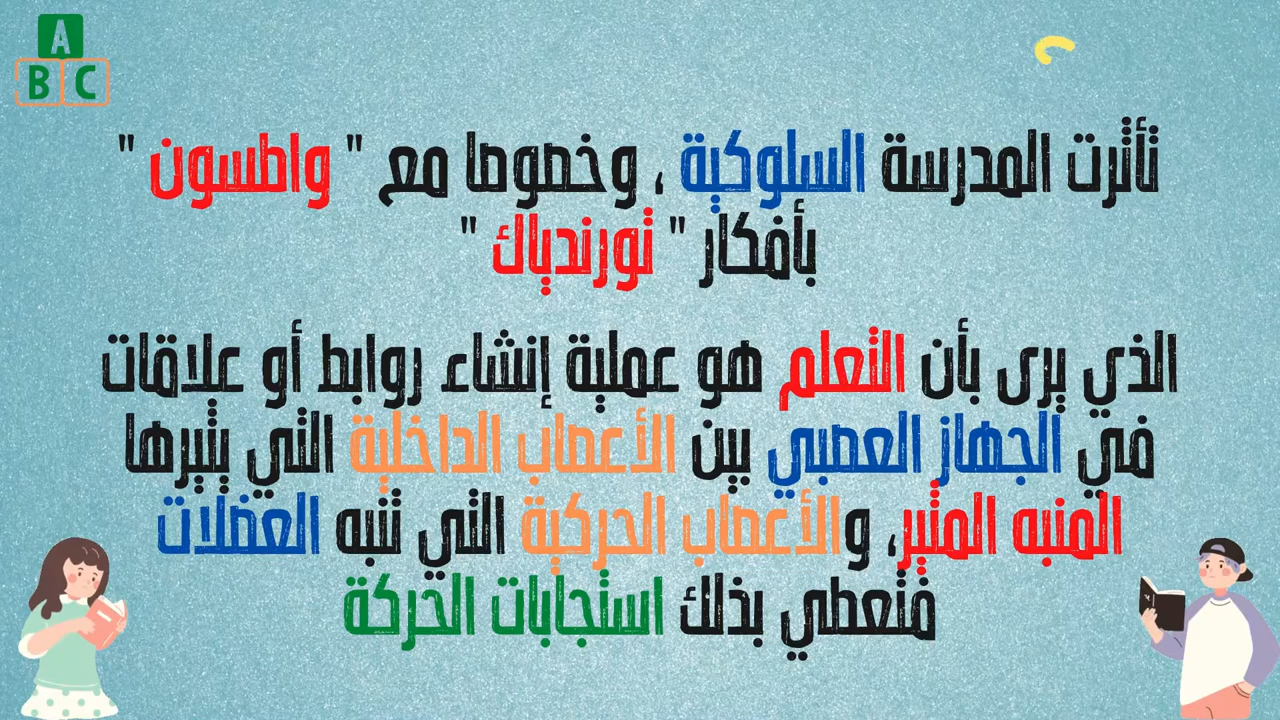 A
B C
تأثرت المدرسة السلوكية ، وخصوصا مع " واطسون "
بأفكار " تورندياك "
الذي يرى بأن التعلم هو عملية إنشاء روابط أو علاقات
في الجهاز العصبي بين الأعصاب الداخلية التي يثيرها
المنبه المثير، والأعصاب الحركية التي تنبه العضلات
فتعطي بذلك استجابات الحركة